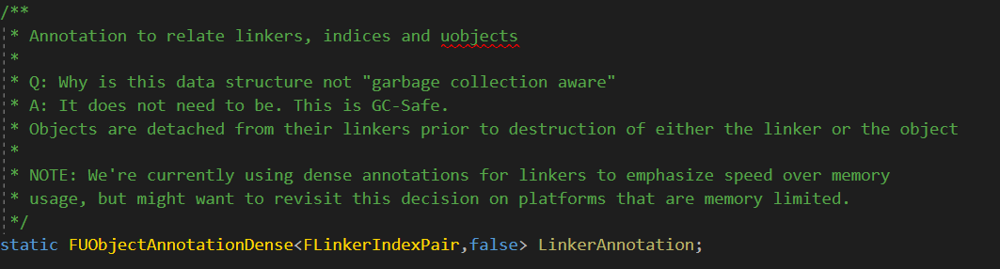 /**
* Annotation to relate linkers, indices and uobjects
*
* Q: Why is this data structure not "garbage collection aware"
* A: It does not need to be. This is GC-Safe.
* Objects are detached from their linkers prior to destruction of either the linker or the object
*
* NOTE: We're currently using dense annotations for linkers to emphasize speed over memory
* usage, but might want to revisit this decision on platforms that are memory limited.
*/
static FUObjectAnnotationDense<FLinkerIndexPair,false> LinkerAnnotation;